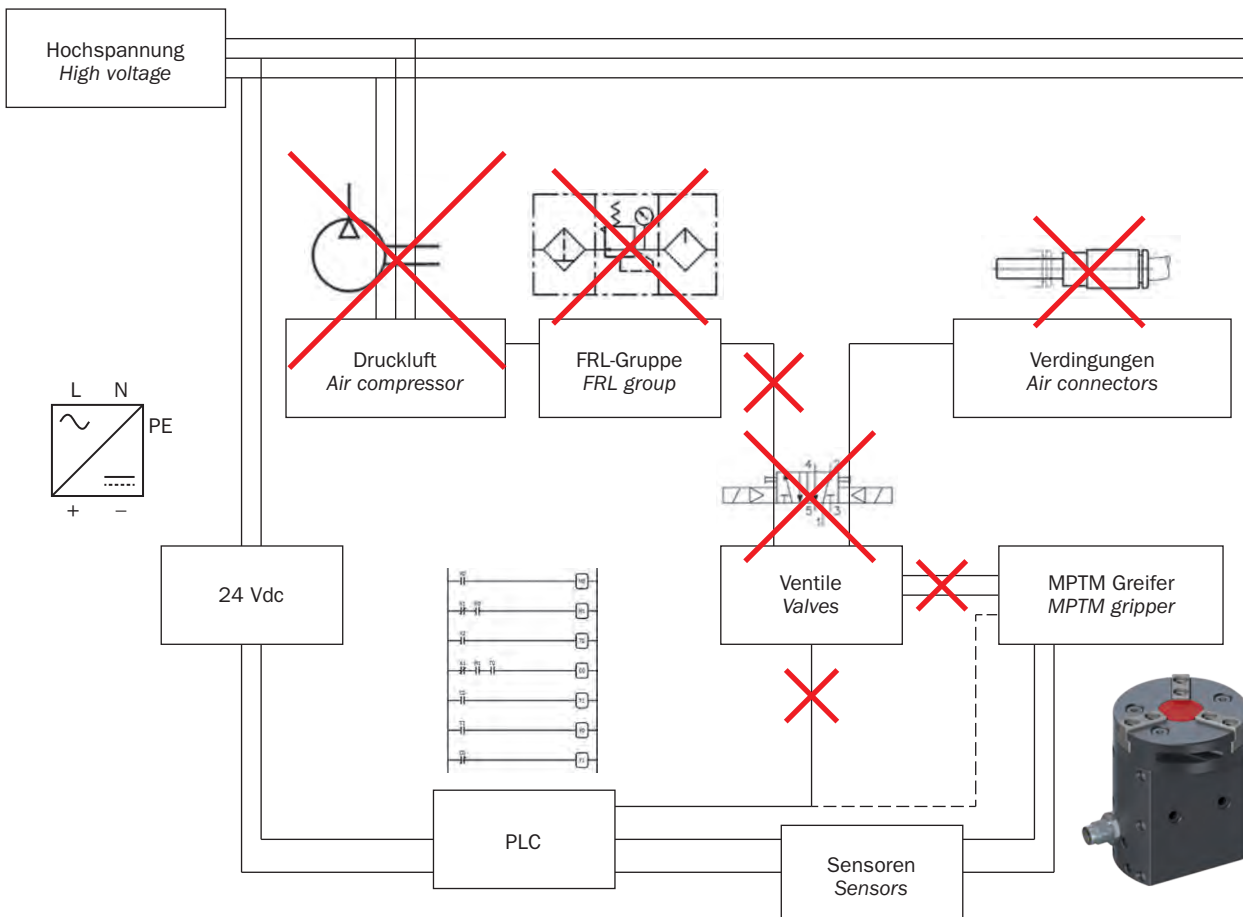 Hochspannung
High voltage
Druckluft
Air compressor
FRL-Gruppe
FRL group
Verdingungen
Air connectors
L N
PE
+ −
4 2
5 3
1
24 Vdc
Ventile
Valves
MPTM Greifer
MPTM gripper
PLC
Sensoren
Sensors